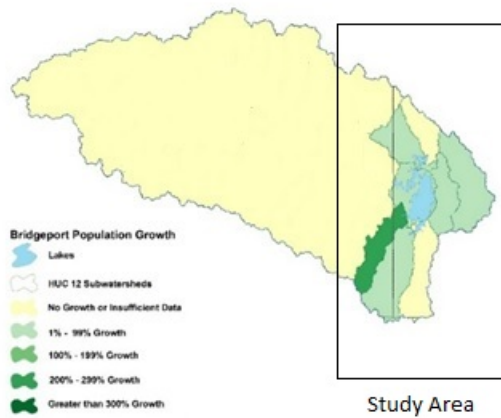 Bridgeport Population Growth
Lakes
HUC 12 Subwatersheds
No Growth or Insufficient Data
1% - 99% Growth
100% - 199% Growth
200% - 299% Growth
Greater than 300% Growth
Study Area